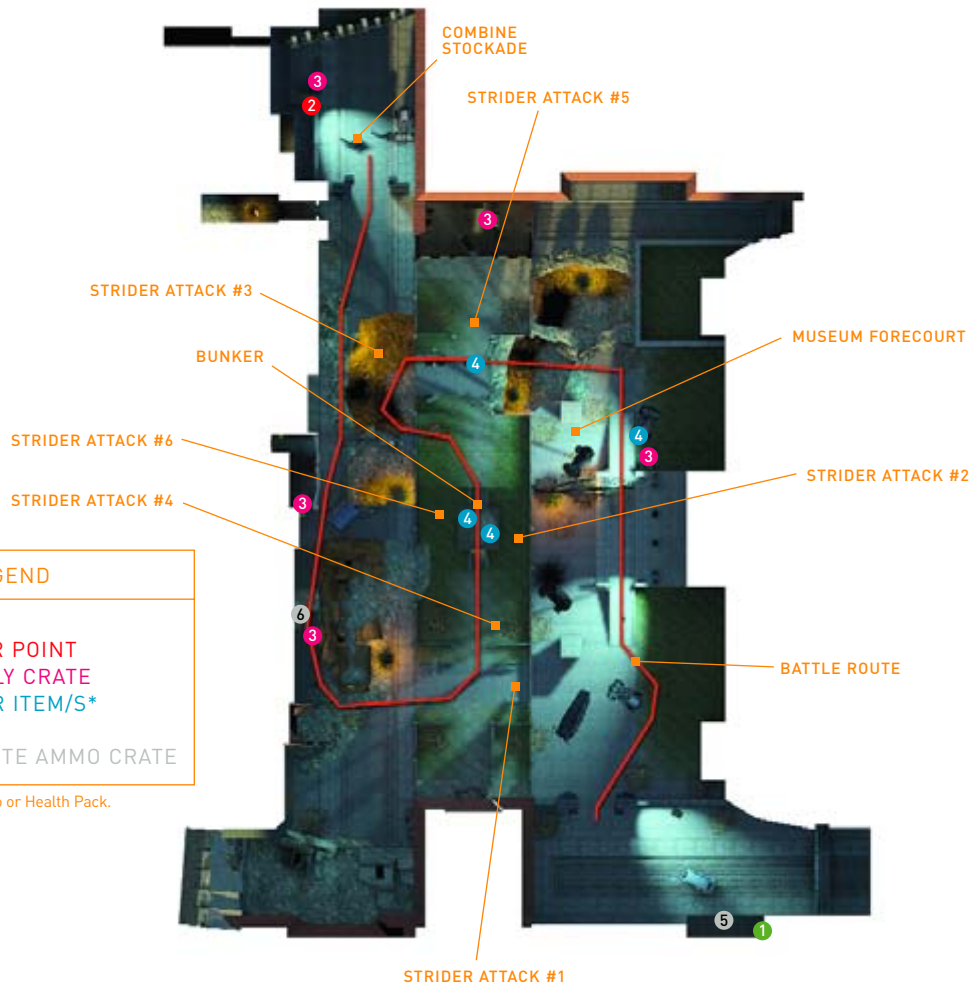 COMBINE
STOCKADE
STRIDER ATTACK #5
3
2
3
STRIDER ATTACK #3
MUSEUM FORECOURT
BUNKER
4
4
3
STRIDER ATTACK #6
STRIDER ATTACK #2
STRIDER ATTACK #4
3
4
4
GEND
R POINT
LY CRATE
R ITEM/S*
TE AMMO CRATE
o or Health Pack.
6
3
BATTLE ROUTE
5
1
STRIDER ATTACK #1